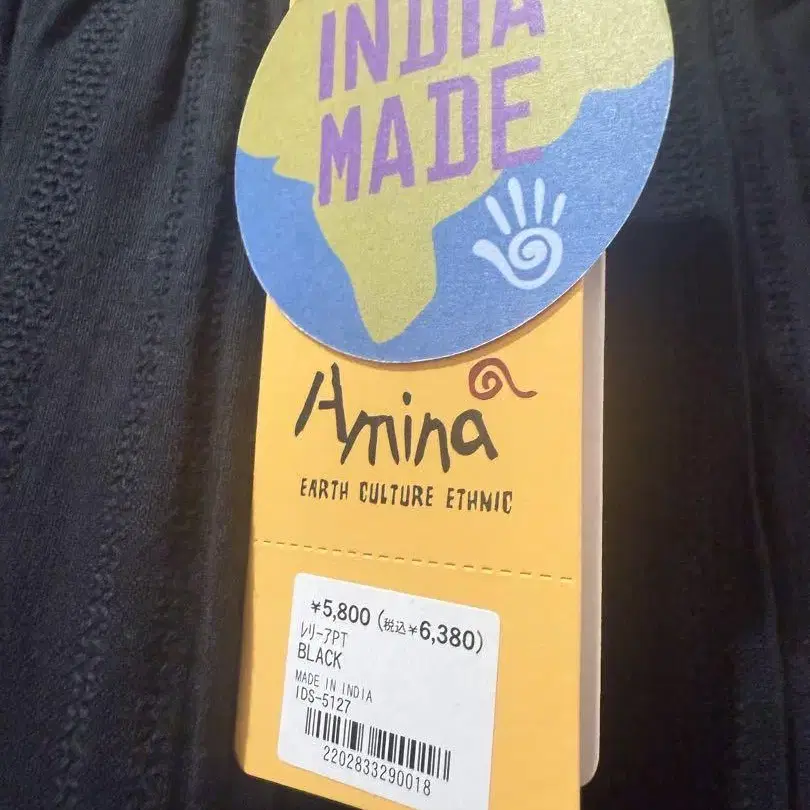 INDIA
MADE
Amina
EARTH CULTURE ETHNIC
¥5,800 (税込¥6,380)
ﾚﾘｰｱPT
BLACK
MADE IN INDIA
IDS-5127
2202833290018